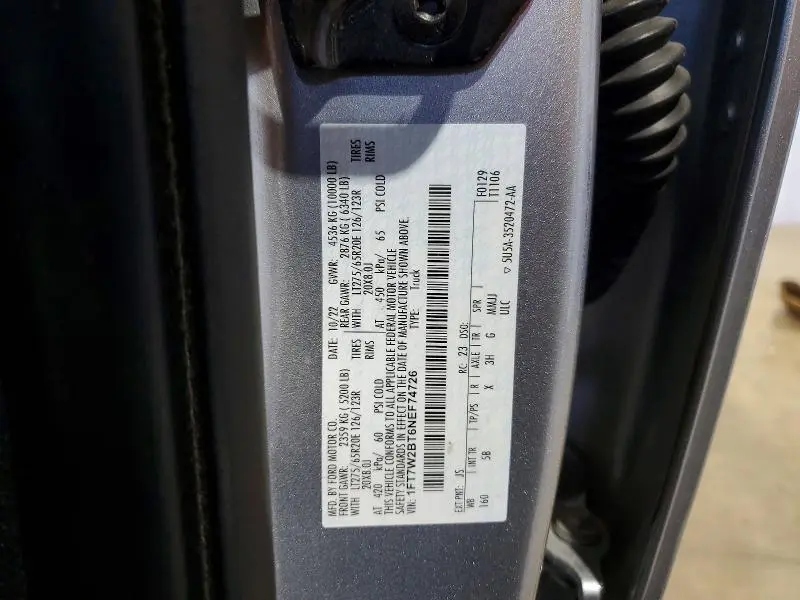 MFD. BY FORD MOTOR CO.
DATE: 10/22 GVWR: 4536 KG (10000 LB)
FRONT GAWR: 2359 KG ( 5200 LB) REAR GAWR: 2876 KG ( 6340 LB)
WITH LT275/65R20E 126/123R TIRES WITH LT275/65R20E 126/123R TIRES
20X8.0J RIMS 20X8.0J RIMS
AT 420 kPa/ 60 PSI COLD AT 450 kPa/ 65 PSI COLD
THIS VEHICLE CONFORMS TO ALL APPLICABLE FEDERAL MOTOR VEHICLE
SAFETY STANDARDS IN EFFECT ON THE DATE OF MANUFACTURE SHOWN ABOVE.
VIN: 1FT7W2BT6NEF74726 TYPE: Truck
F0129
T1106
EXT PNT: JS RC: 23 DSO:
WB INT TR TP/PS R AXLE TR SPR
160 5B X 3H G MMJJ
ULC
▽ 5U5A-3520472-AA